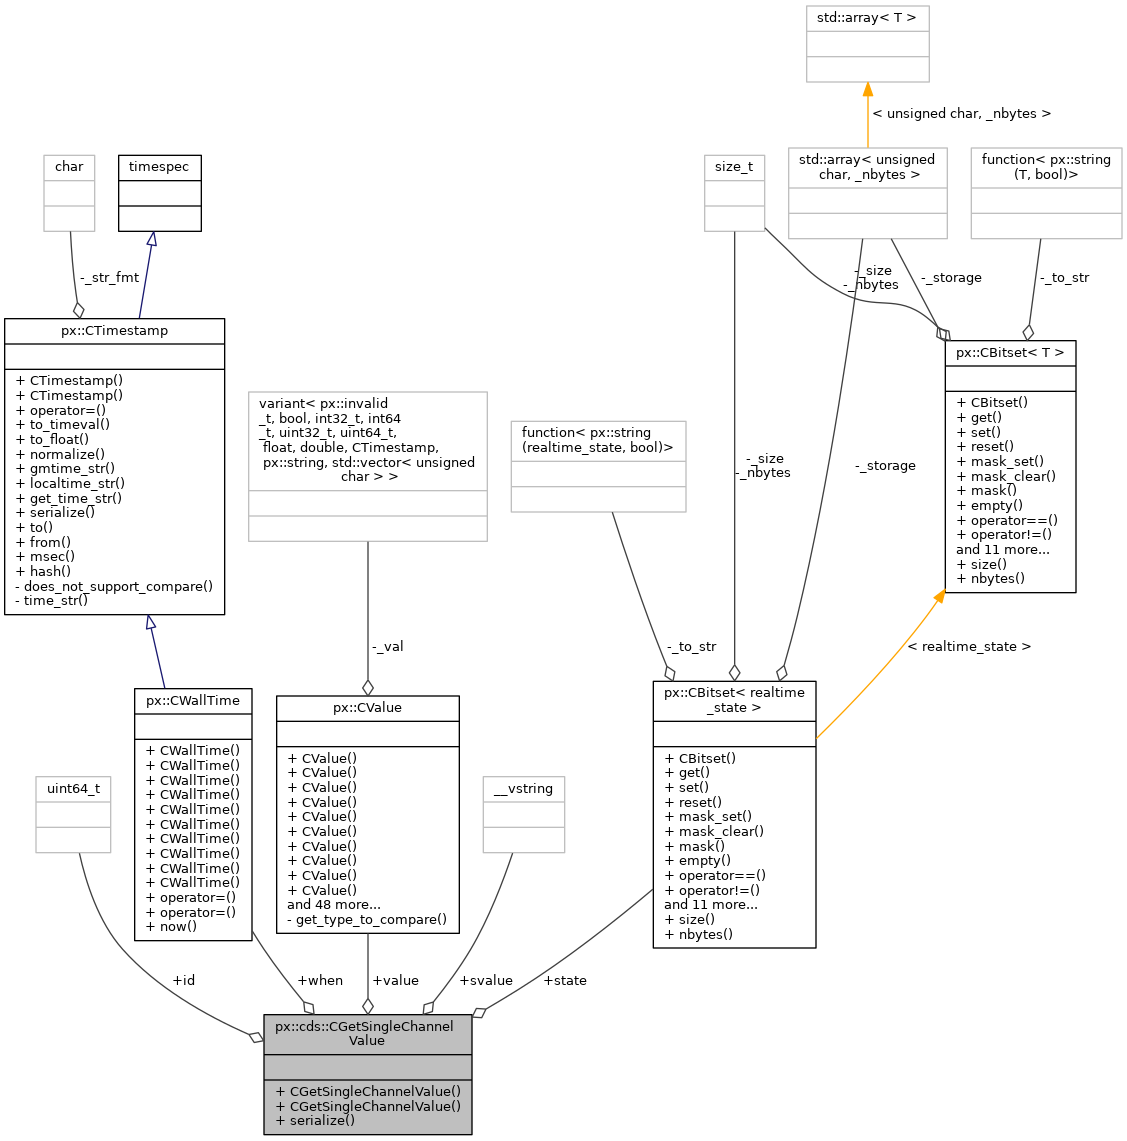 std::array< T >
< unsigned char, _nbytes >
char
timespec
size_t
std::array< unsigned
char, _nbytes >
function< px::string
(T, bool)>
-_str_fmt
-_size
-_nbytes
-_storage
-_to_str
px::CTimestamp
+ CTimestamp()
+ CTimestamp()
+ operator=()
+ to_timeval()
+ to_float()
+ normalize()
+ gmtime_str()
+ localtime_str()
+ get_time_str()
+ serialize()
+ to()
+ from()
+ msec()
+ hash()
- does_not_support_compare()
- time_str()
px::CBitset< T >
+ CBitset()
+ get()
+ set()
+ reset()
+ mask_set()
+ mask_clear()
+ mask()
+ empty()
+ operator==()
+ operator!=()
and 11 more...
+ size()
+ nbytes()
variant< px::invalid
_t, bool, int32_t, int64
_t, uint32_t, uint64_t,
float, double, CTimestamp,
px::string, std::vector< unsigned
char > >
function< px::string
(realtime_state, bool)>
-_size
-_nbytes
-_storage
-_val
-_to_str
< realtime_state >
px::CWallTime
+ CWallTime()
+ CWallTime()
+ CWallTime()
+ CWallTime()
+ CWallTime()
+ CWallTime()
+ CWallTime()
+ CWallTime()
+ CWallTime()
+ CWallTime()
+ operator=()
+ operator=()
+ now()
px::CValue
+ CValue()
+ CValue()
+ CValue()
+ CValue()
+ CValue()
+ CValue()
+ CValue()
+ CValue()
+ CValue()
+ CValue()
and 48 more...
- get_type_to_compare()
px::CBitset< realtime
_state >
+ CBitset()
+ get()
+ set()
+ reset()
+ mask_set()
+ mask_clear()
+ mask()
+ empty()
+ operator==()
+ operator!=()
and 11 more...
+ size()
+ nbytes()
uint64_t
__vstring
+id
+when
+value
+svalue
+state
px::cds::CGetSingleChannel
Value
+ CGetSingleChannelValue()
+ CGetSingleChannelValue()
+ serialize()